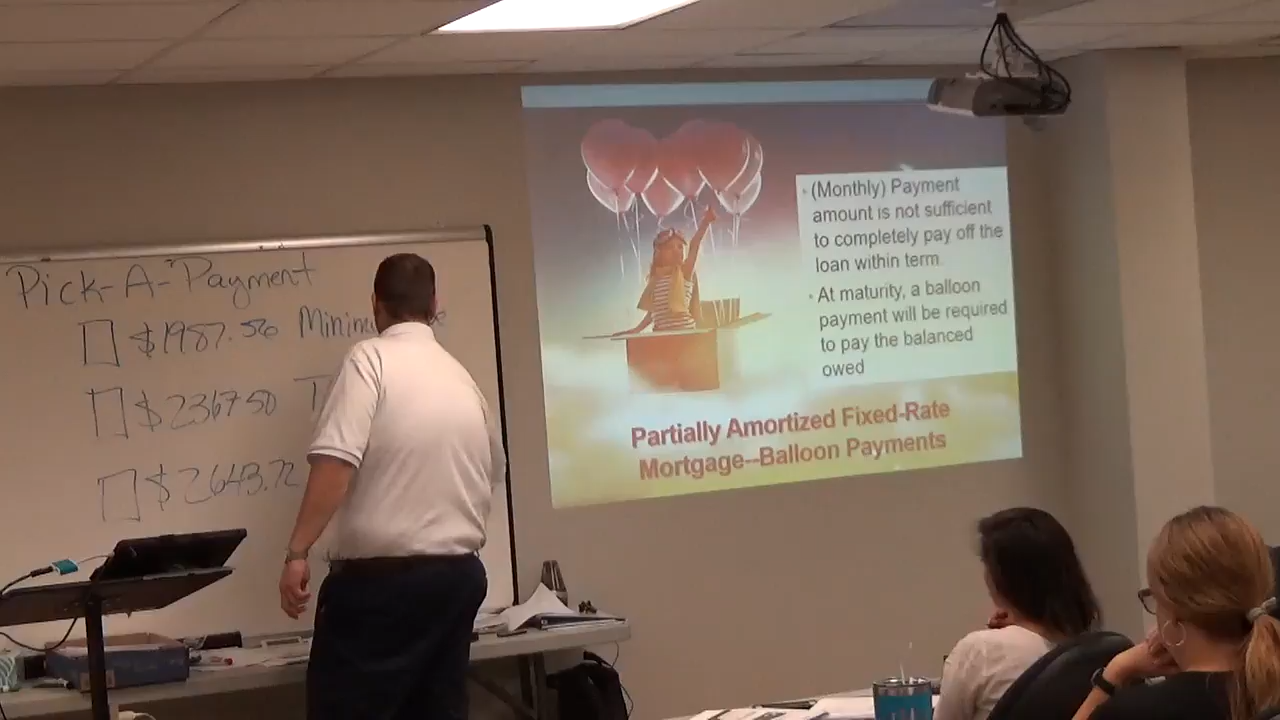 Pick-A-Payment
$1987.56
$2367.50
$2643.72
(Monthly) Payment
amount is not sufficient
to completely pay off the
loan within term.
At maturity, a balloon
payment will be required
to pay the balanced
owed
Partially Amortized Fixed-Rate
Mortgage--Balloon Payments